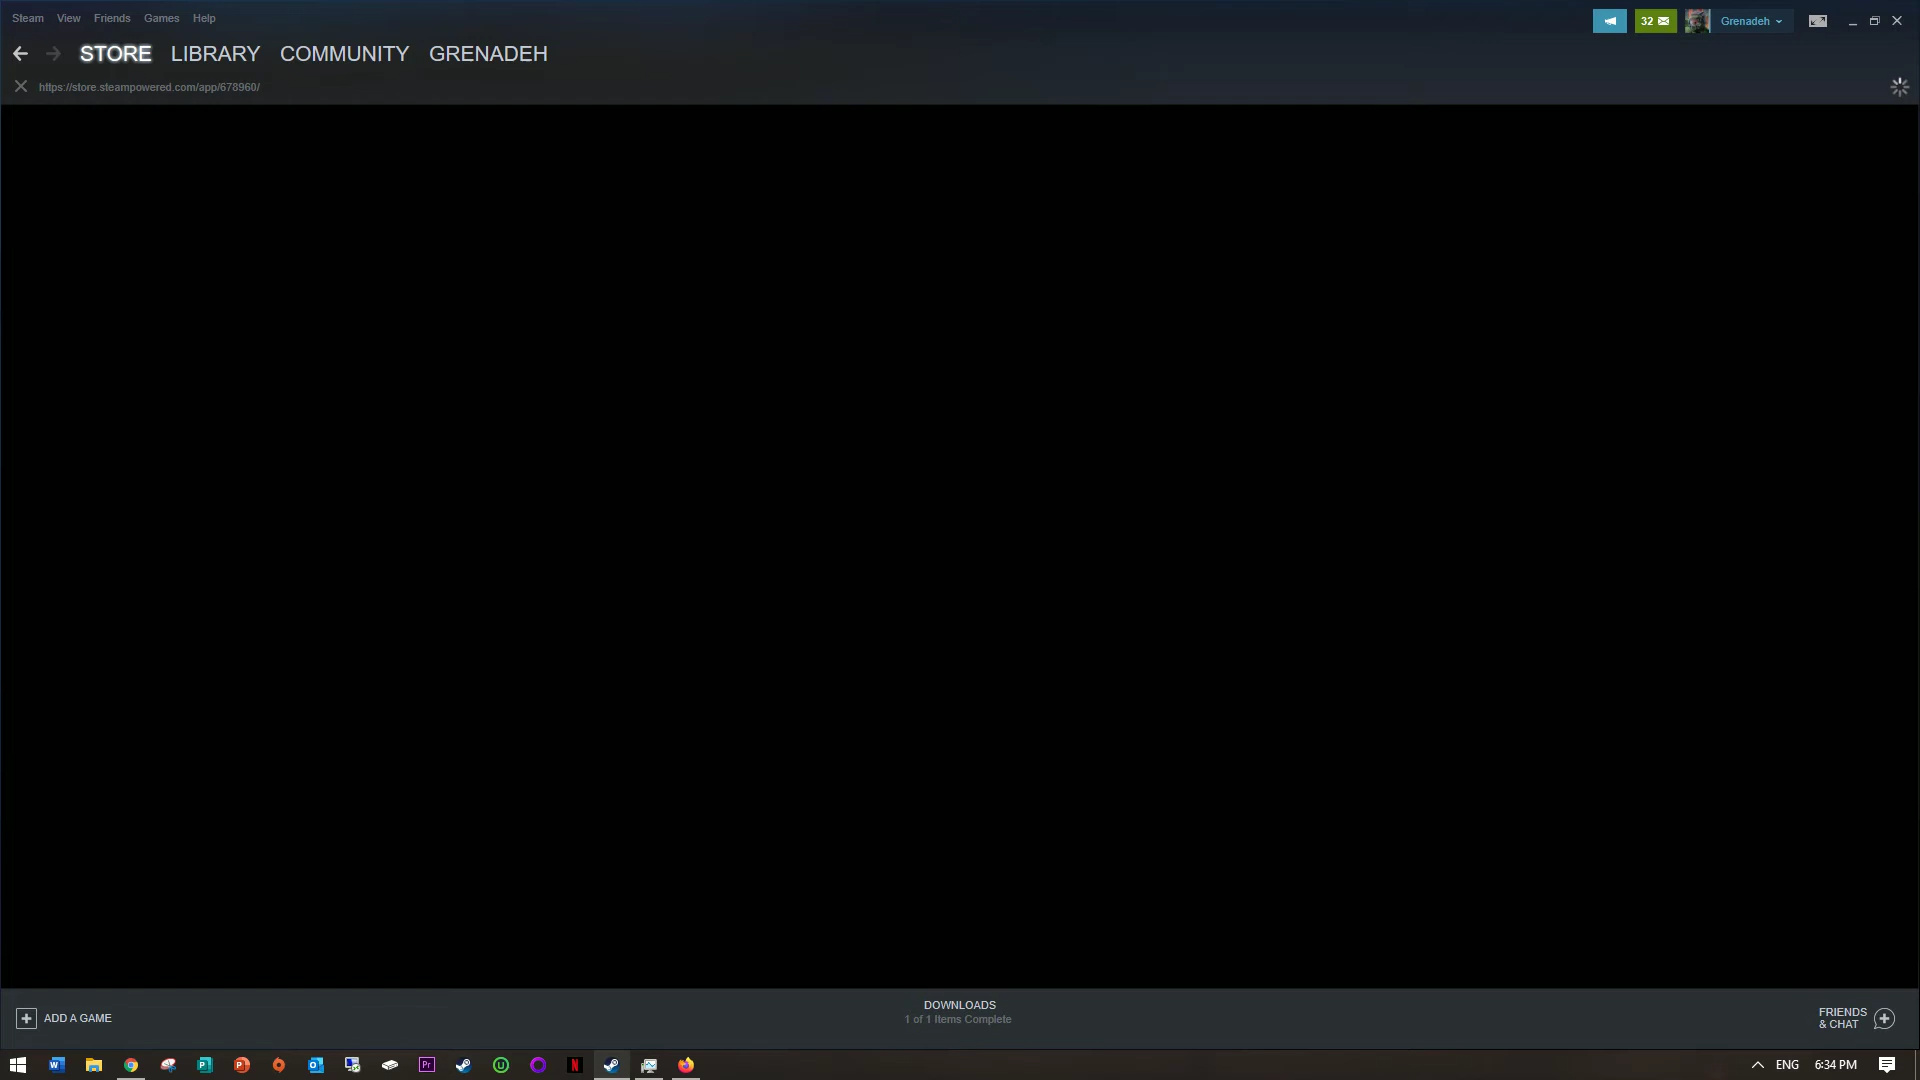 Steam View Friends Games Help
32 Grenadeh
STORE LIBRARY COMMUNITY GRENADEH
https://store.steampowered.com/app/678960/
DOWNLOADS
1 of 1 Items Complete
ADD A GAME
FRIENDS
& CHAT
ENG 6:34 PM